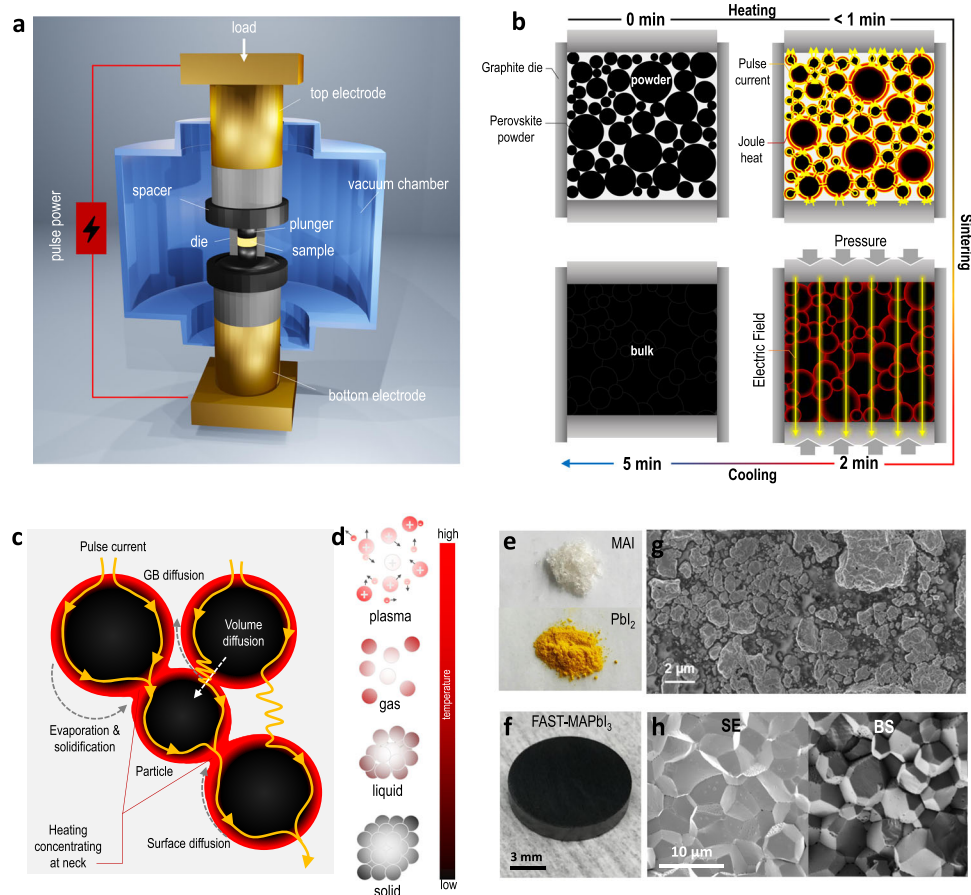 a
load
top electrode
vacuum chamber
spacer
plunger
die
sample
pulse power
bottom electrode
b
Heating
0 min
< 1 min
Graphite die
powder
Perovskite
powder
Pulse
current
Joule
heat
Sintering
Pressure
bulk
Electric Field
5 min
2 min
Cooling
c
Pulse current
GB diffusion
Volume
diffusion
Evaporation &
solidification
Particle
Heating
concentrating
at neck
Surface diffusion
d
high
plasma
gas
temperature
liquid
solid
low
e
MAI
PbI₂
f
FAST-MAPbI₃
3 mm
g
2 µm
h
SE
BS
10 µm